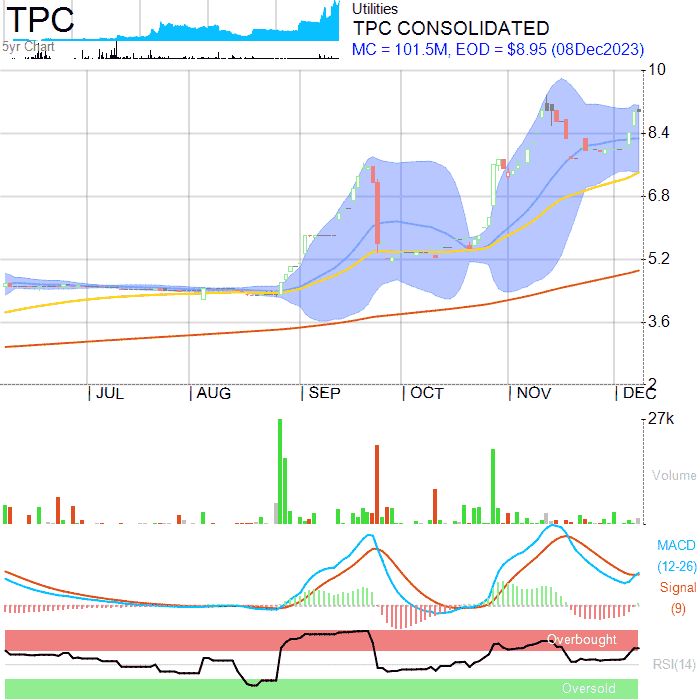 TPC
5yr Chart
Utilities
TPC CONSOLIDATED
MC = 101.5M, EOD = $8.95 (08Dec2023)
10
8.4
6.8
5.2
3.6
2
JUL AUG SEP OCT NOV DEC
27k
Volume
MACD
(12-26)
Signal
(9)
Overbought
RSI(14)
Oversold